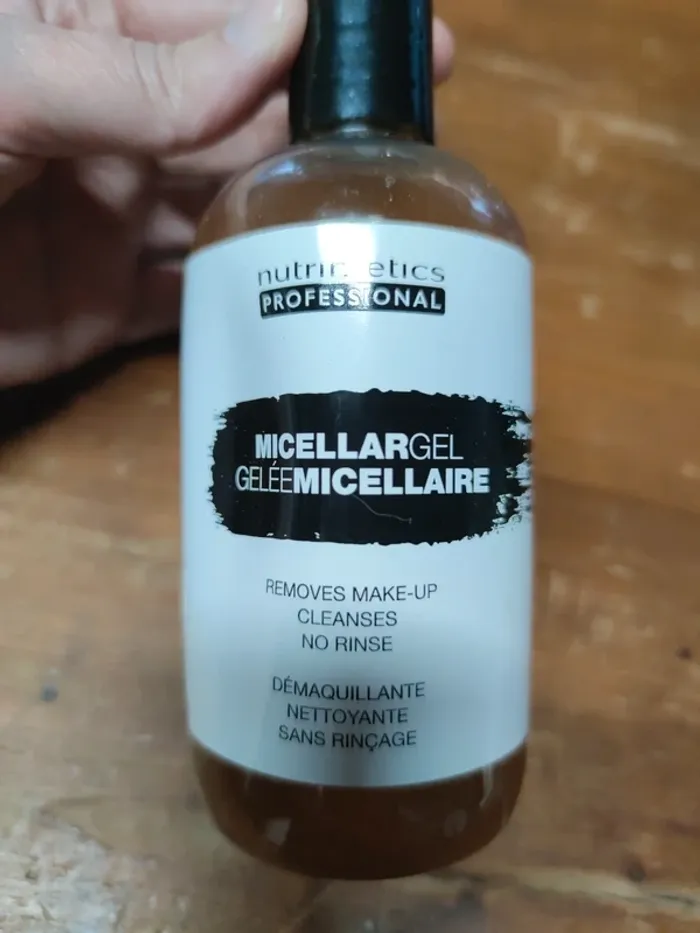 nutrimetics
PROFESSIONAL
MICELLARGEL
GELÉEMICELLAIRE
REMOVES MAKE-UP
CLEANSES
NO RINSE
DÉMAQUILLANTE
NETTOYANTE
SANS RINÇAGE